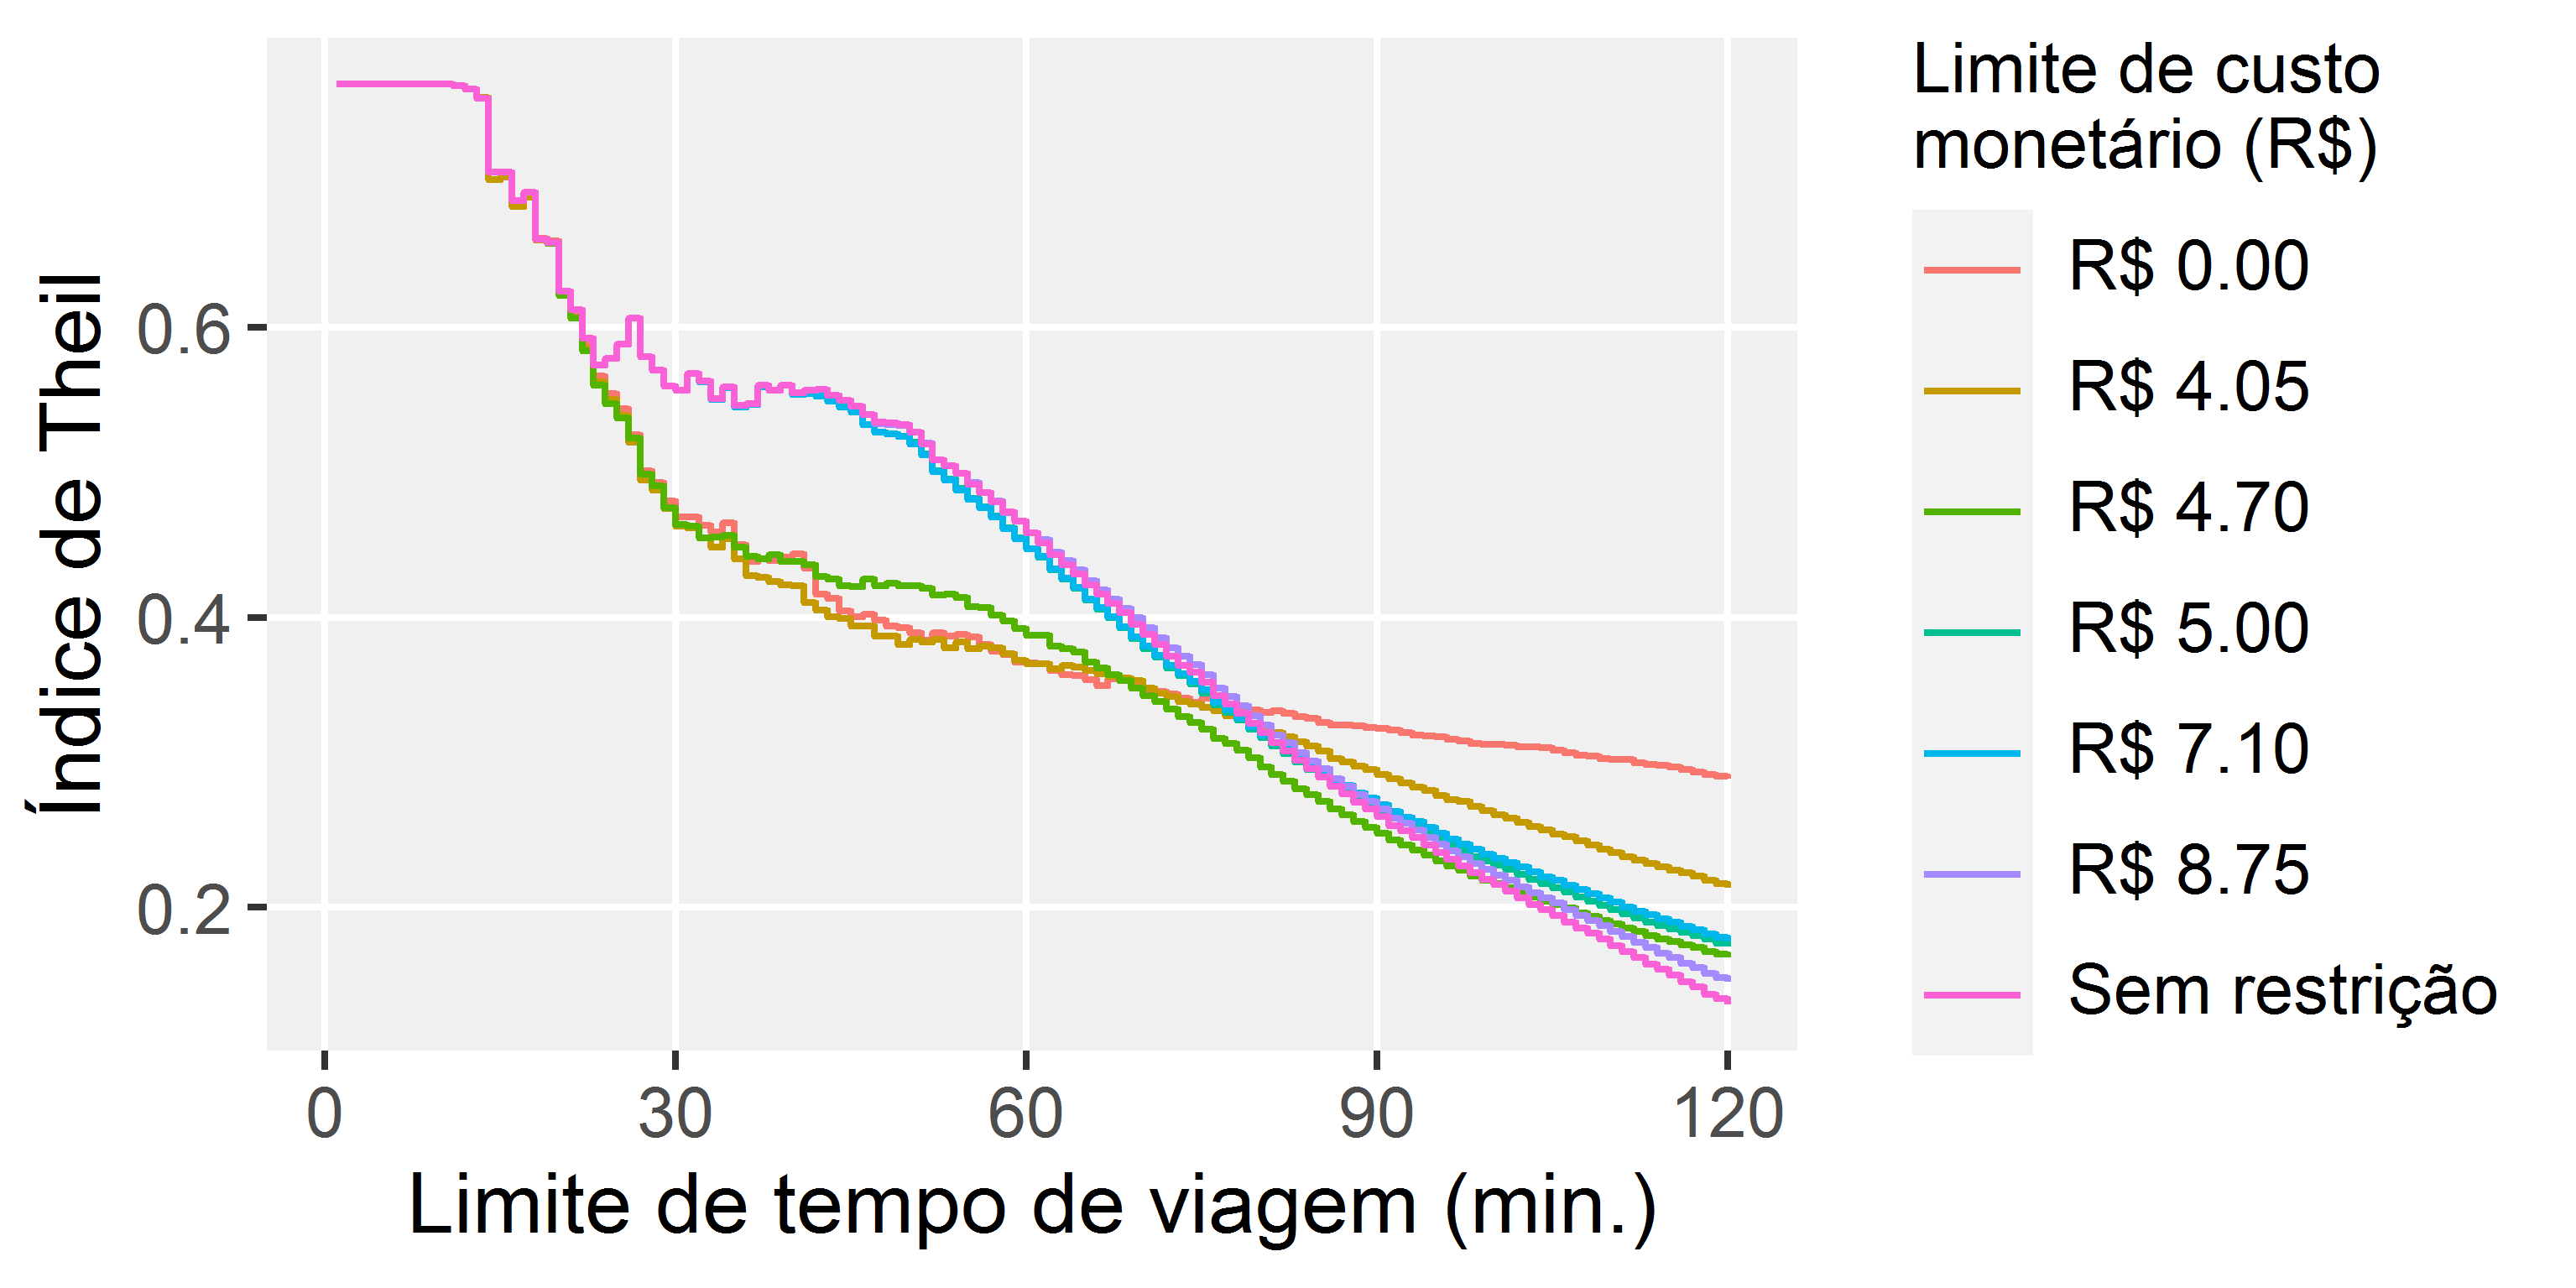 Índice de Theil
0.6
0.4
0.2
0 30 60 90 120
Limite de tempo de viagem (min.)
Limite de custo
monetário (R$)
R$ 0.00
R$ 4.05
R$ 4.70
R$ 5.00
R$ 7.10
R$ 8.75
Sem restrição